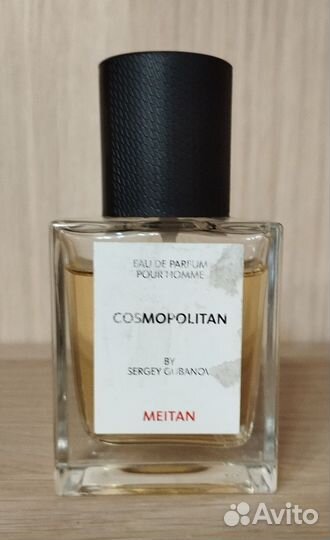 EAU DE PARFUM
POUR HOMME
COSMOPOLITAN
BY
SERGEY GUBANOV
MEITAN
Avito